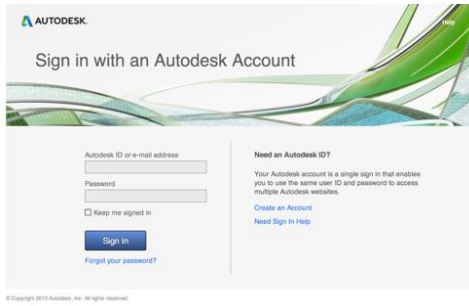 AUTODESK.
Help
Sign in with an Autodesk Account
Autodesk ID or e-mail address
Password
Keep me signed in
Sign In
Forgot your password?
Need an Autodesk ID?
Your Autodesk account is a single sign in that enables
you to use the same user ID and password to access
multiple Autodesk websites.
Create an Account
Need Sign In Help
© Copyright 2013 Autodesk, Inc. All rights reserved.